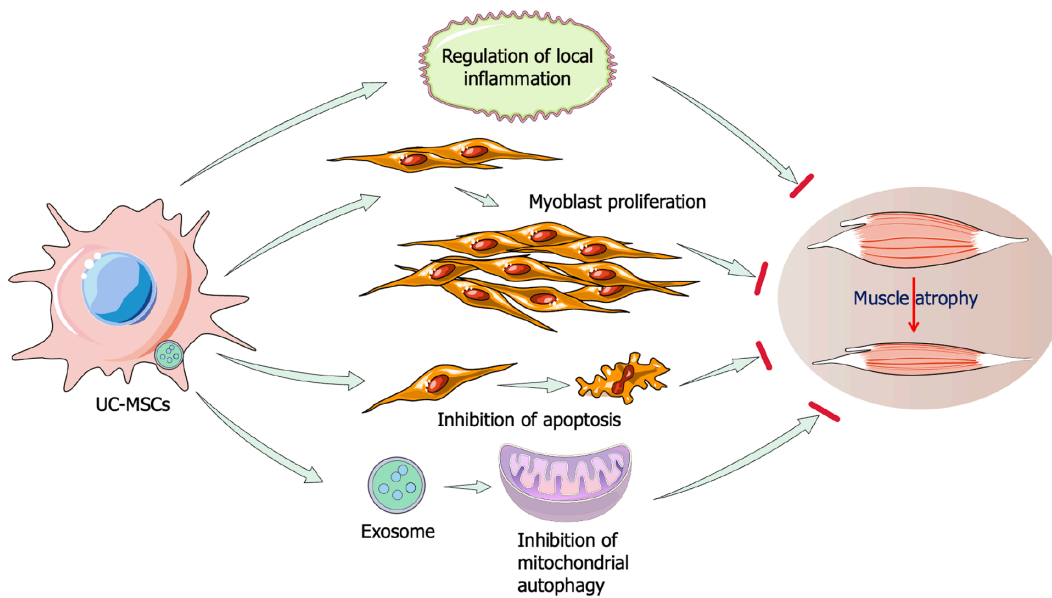 Regulation of local
inflammation
Myoblast proliferation
Muscle atrophy
UC-MSCs
Inhibition of apoptosis
Exosome
Inhibition of
mitochondrial
autophagy